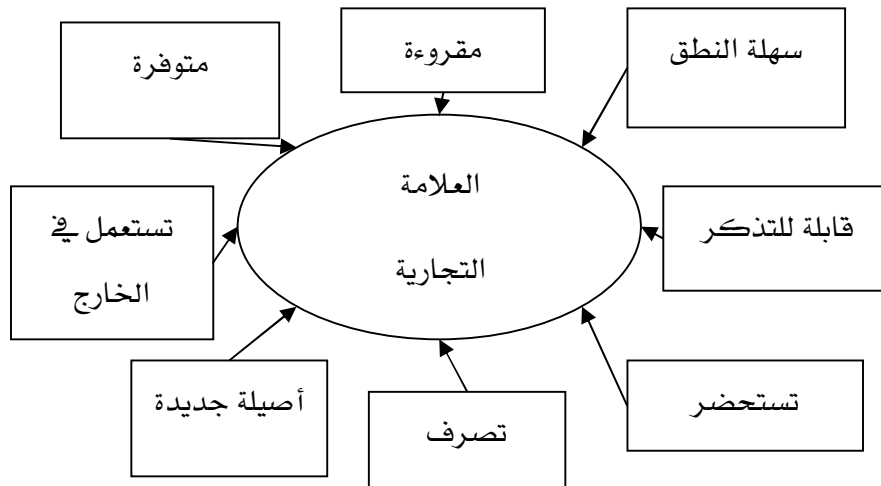 سهلة النطق
مقروءة
متوفرة
العلامة
التجارية
قابلة للتذكر
تستعمل في
الخارج
تستحضر
تصرف
أصيلة جديدة